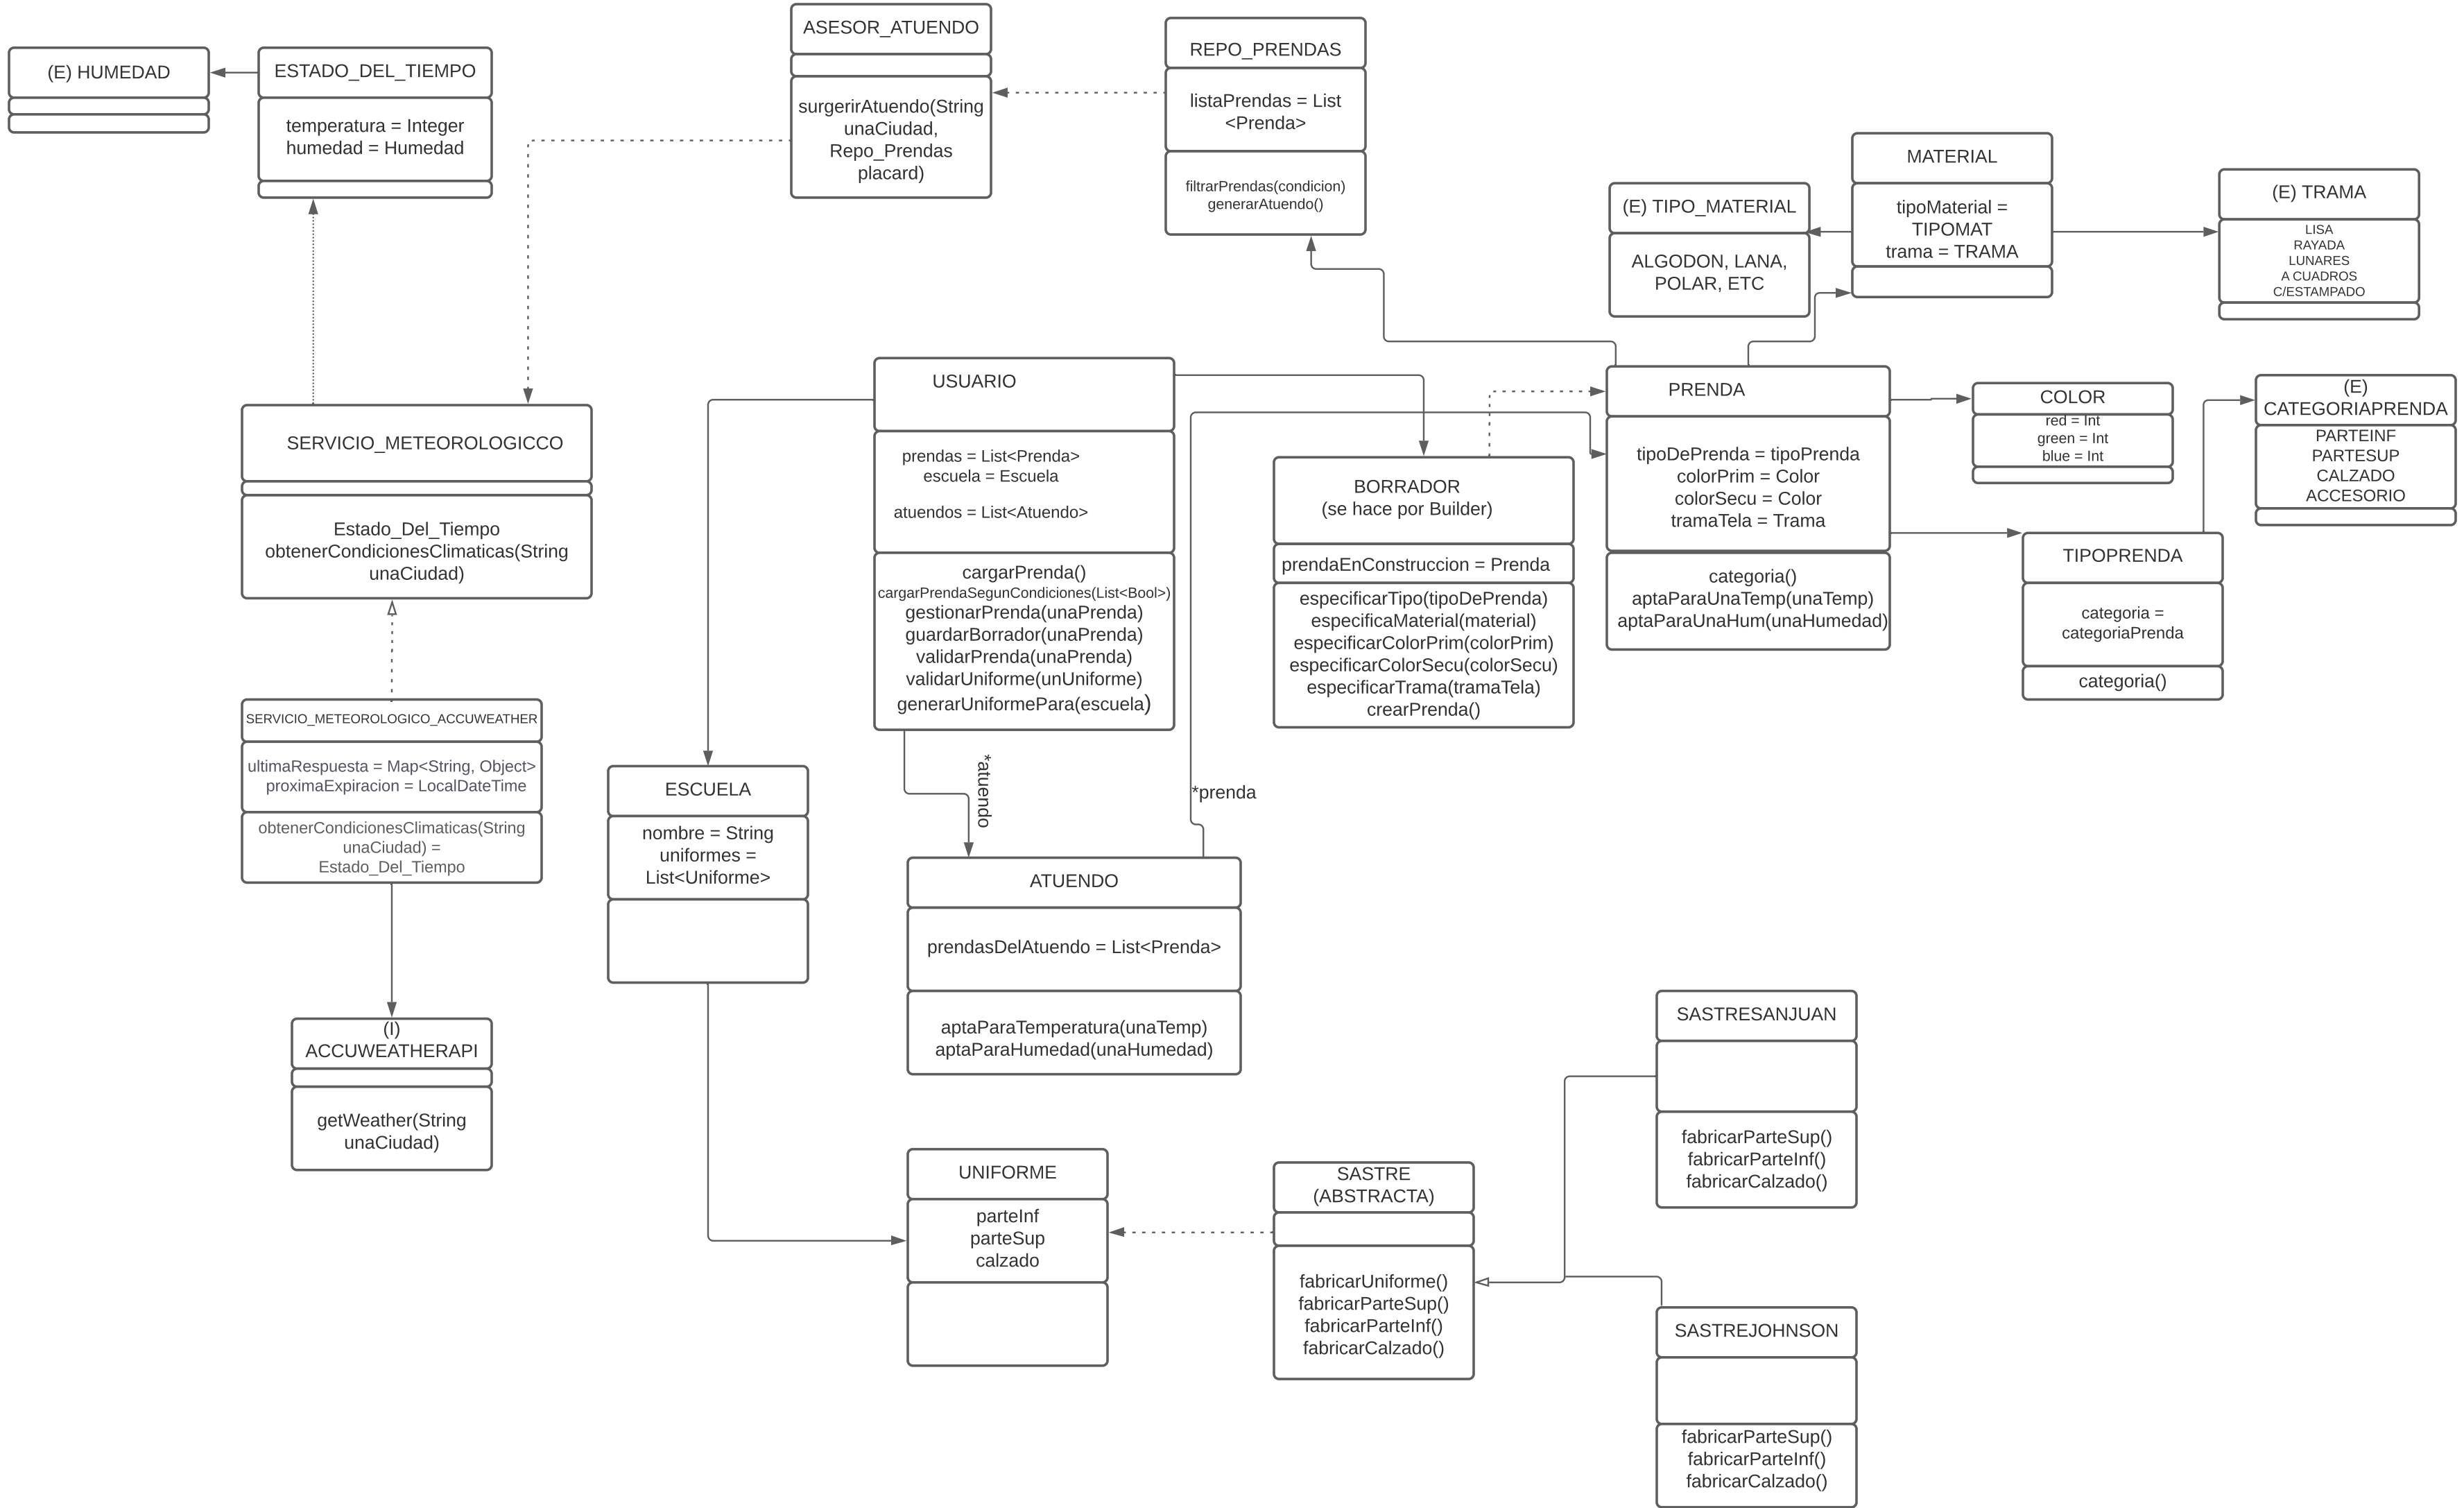 (E) HUMEDAD
ESTADO_DEL_TIEMPO
temperatura = Integer
humedad = Humedad
ASESOR_ATUENDO
surgerirAtuendo(String
unaCiudad,
Repo_Prendas
placard)
REPO_PRENDAS
listaPrendas = List
<Prenda>
filtrarPrendas(condicion)
generarAtuendo()
(E) TIPO_MATERIAL
ALGODON, LANA,
POLAR, ETC
MATERIAL
tipoMaterial =
TIPOMAT
trama = TRAMA
(E) TRAMA
LISA
RAYADA
LUNARES
A CUADROS
C/ESTAMPADO
SERVICIO_METEOROLOGICCO
Estado_Del_Tiempo
obtenerCondicionesClimaticas(String
unaCiudad)
USUARIO
prendas = List<Prenda>
escuela = Escuela
atuendos = List<Atuendo>
cargarPrenda()
cargarPrendaSegunCondiciones(List<Bool>)
gestionarPrenda(unaPrenda)
guardarBorrador(unaPrenda)
validarPrenda(unaPrenda)
validarUniforme(unUniforme)
generarUniformePara(escuela)
BORRADOR
(se hace por Builder)
prendaEnConstruccion = Prenda
especificarTipo(tipoDePrenda)
especificaMaterial(material)
especificarColorPrim(colorPrim)
especificarColorSecu(colorSecu)
especificarTrama(tramaTela)
crearPrenda()
PRENDA
tipoDePrenda = tipoPrenda
colorPrim = Color
colorSecu = Color
tramaTela = Trama
categoria()
aptaParaUnaTemp(unaTemp)
aptaParaUnaHum(unaHumedad)
COLOR
red = Int
green = Int
blue = Int
(E)
CATEGORIAPRENDA
PARTEINF
PARTESUP
CALZADO
ACCESORIO
TIPOPRENDA
categoria =
categoriaPrenda
categoria()
SERVICIO_METEOROLOGICO_ACCUWEATHER
ultimaRespuesta = Map<String, Object>
proximaExpiracion = LocalDateTime
obtenerCondicionesClimaticas(String
unaCiudad) =
Estado_Del_Tiempo
ESCUELA
nombre = String
uniformes =
List<Uniforme>
*atuendo
*prenda
ATUENDO
prendasDelAtuendo = List<Prenda>
aptaParaTemperatura(unaTemp)
aptaParaHumedad(unaHumedad)
(I)
ACCUWEATHERAPI
getWeather(String
unaCiudad)
UNIFORME
parteInf
parteSup
calzado
SASTRE
(ABSTRACTA)
fabricarUniforme()
fabricarParteSup()
fabricarParteInf()
fabricarCalzado()
SASTRESANJUAN
fabricarParteSup()
fabricarParteInf()
fabricarCalzado()
SASTREJOHNSON
fabricarParteSup()
fabricarParteInf()
fabricarCalzado()